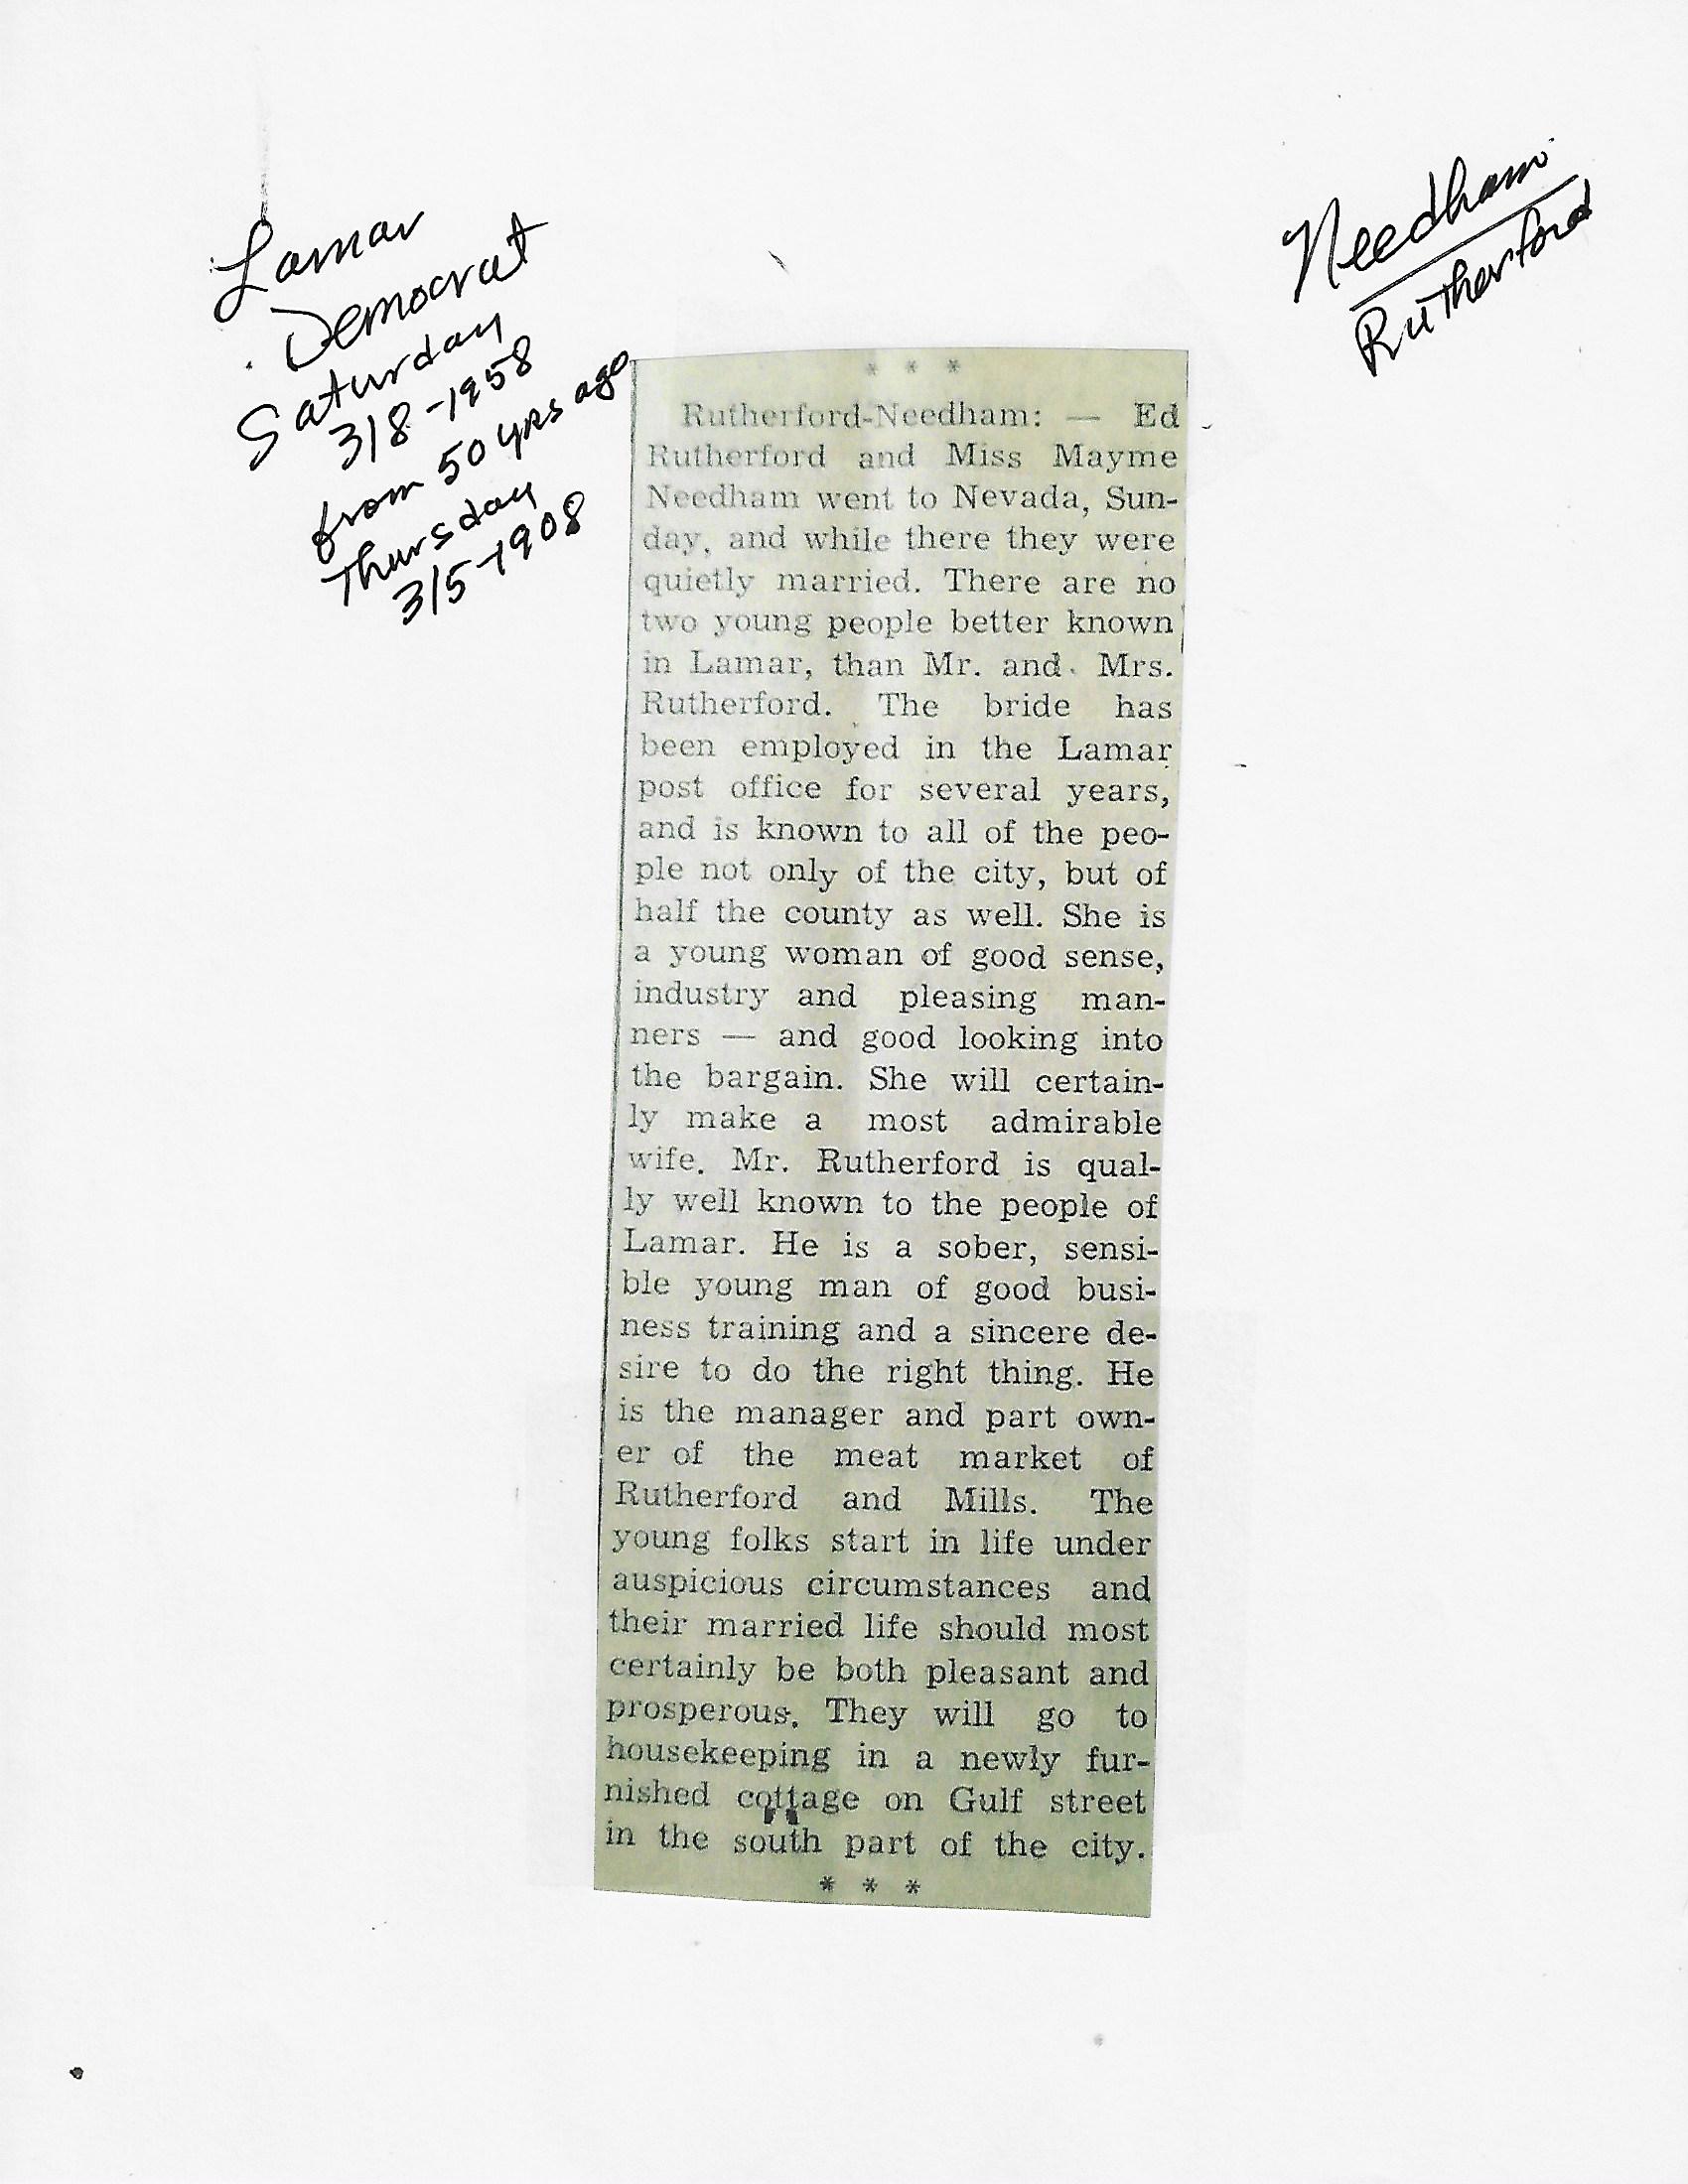 Lamar
Democrat
Saturday
3/8-1958
from 50 yrs ago
Thursday
3/5-1908
Needham
Rutherford
* * *
Rutherford-Needham: — Ed
Rutherford and Miss Mayme
Needham went to Nevada, Sun-
day, and while there they were
quietly married. There are no
two young people better known
in Lamar, than Mr. and Mrs.
Rutherford. The bride has
been employed in the Lamar
post office for several years,
and is known to all of the peo-
ple not only of the city, but of
half the county as well. She is
a young woman of good sense,
industry and pleasing man-
ners — and good looking into
the bargain. She will certain-
ly make a most admirable
wife. Mr. Rutherford is qual-
ly well known to the people of
Lamar. He is a sober, sensi-
ble young man of good busi-
ness training and a sincere de-
sire to do the right thing. He
is the manager and part own-
er of the meat market of
Rutherford and Mills. The
young folks start in life under
auspicious circumstances and
their married life should most
certainly be both pleasant and
prosperous. They will go to
housekeeping in a newly fur-
nished cottage on Gulf street
in the south part of the city.
* * *